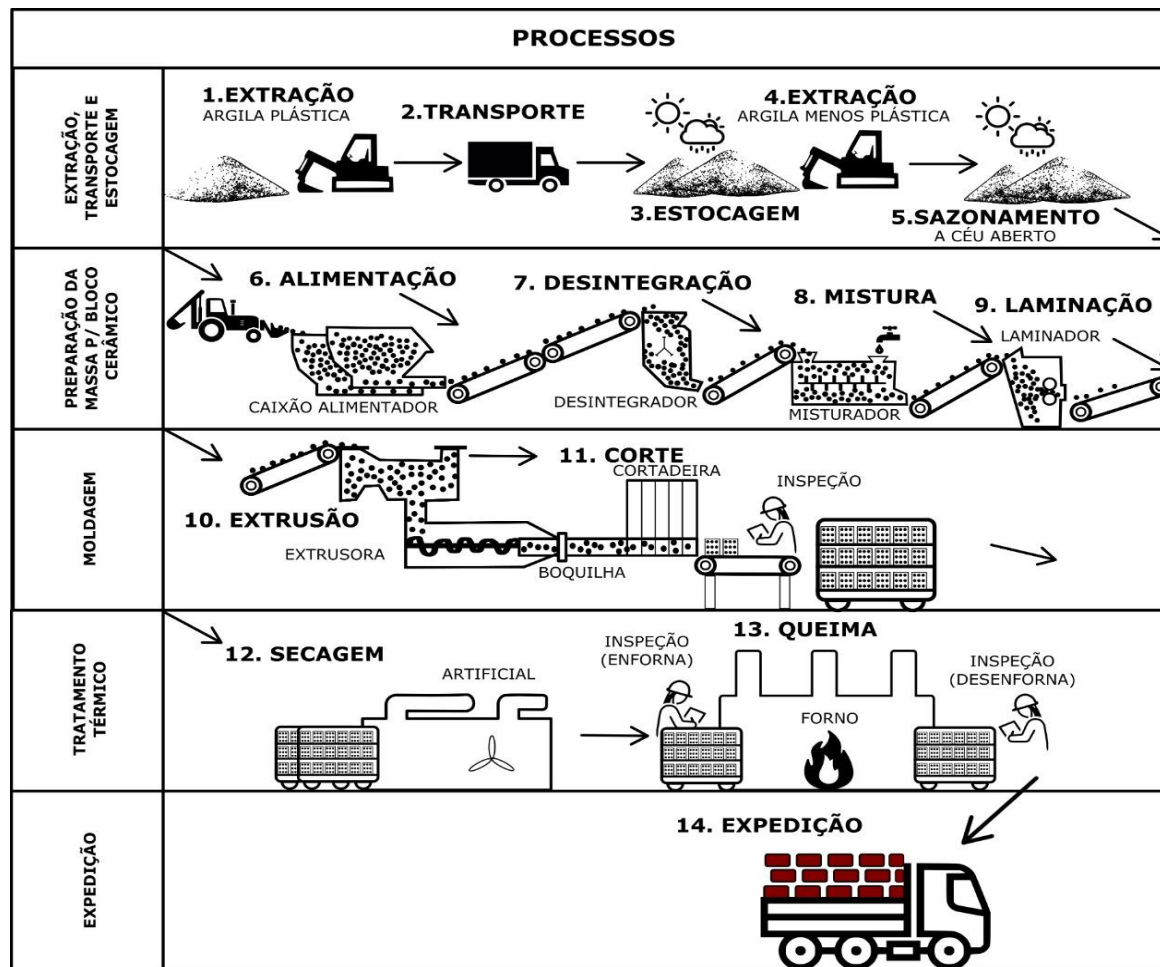 PROCESSOS
EXTRAÇÃO,
TRANSPORTE E
ESTOCAGEM
1.EXTRAÇÃO
ARGILA PLÁSTICA
2.TRANSPORTE
3.ESTOCAGEM
4.EXTRAÇÃO
ARGILA MENOS PLÁSTICA
5.SAZONAMENTO
A CÉU ABERTO
PREPARAÇÃO DA
MASSA P/ BLOCO
CERÂMICO
6. ALIMENTAÇÃO
CAIXÃO ALIMENTADOR
7. DESINTEGRAÇÃO
DESINTEGRADOR
8. MISTURA
MISTURADOR
9. LAMINAÇÃO
LAMINADOR
MOLDAGEM
10. EXTRUSÃO
EXTRUSORA
BOQUILHA
11. CORTE
CORTADEIRA
INSPEÇÃO
TRATAMENTO
TÉRMICO
12. SECAGEM
ARTIFICIAL
INSPEÇÃO
(ENFORNA)
13. QUEIMA
FORNO
INSPEÇÃO
(DESENFORNA)
EXPEDIÇÃO
14. EXPEDIÇÃO